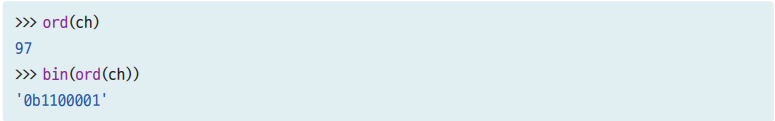 >>> ord(ch)
97
>>> bin(ord(ch))
'0b1100001'